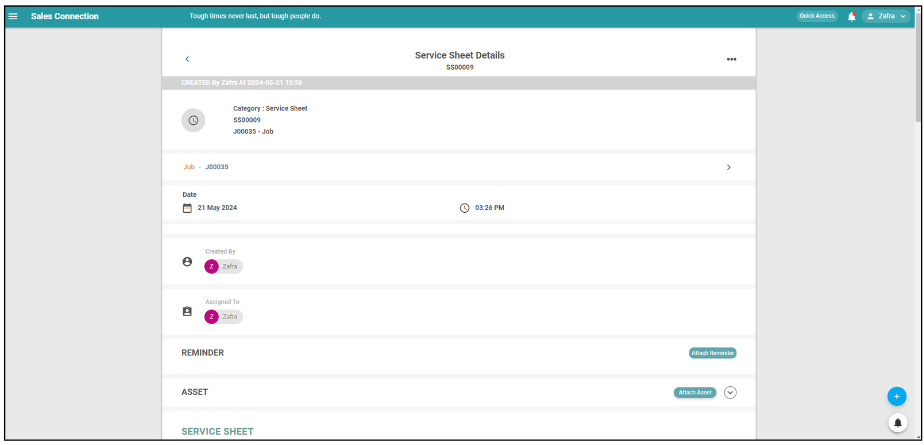 Sales Connection
Tough times never last, but tough people do.
Quick Access
Zafra
Service Sheet Details
SS00009
CREATED By Zafra At 2024-05-21 15:26
Category : Service Sheet
SS00009
J00035 - Job
Job - J00035
Date
21 May 2024
03:26 PM
Created By
Z Zafra
Assigned To
Z Zafra
REMINDER
Attach Reminder
ASSET
Attach Asset
SERVICE SHEET